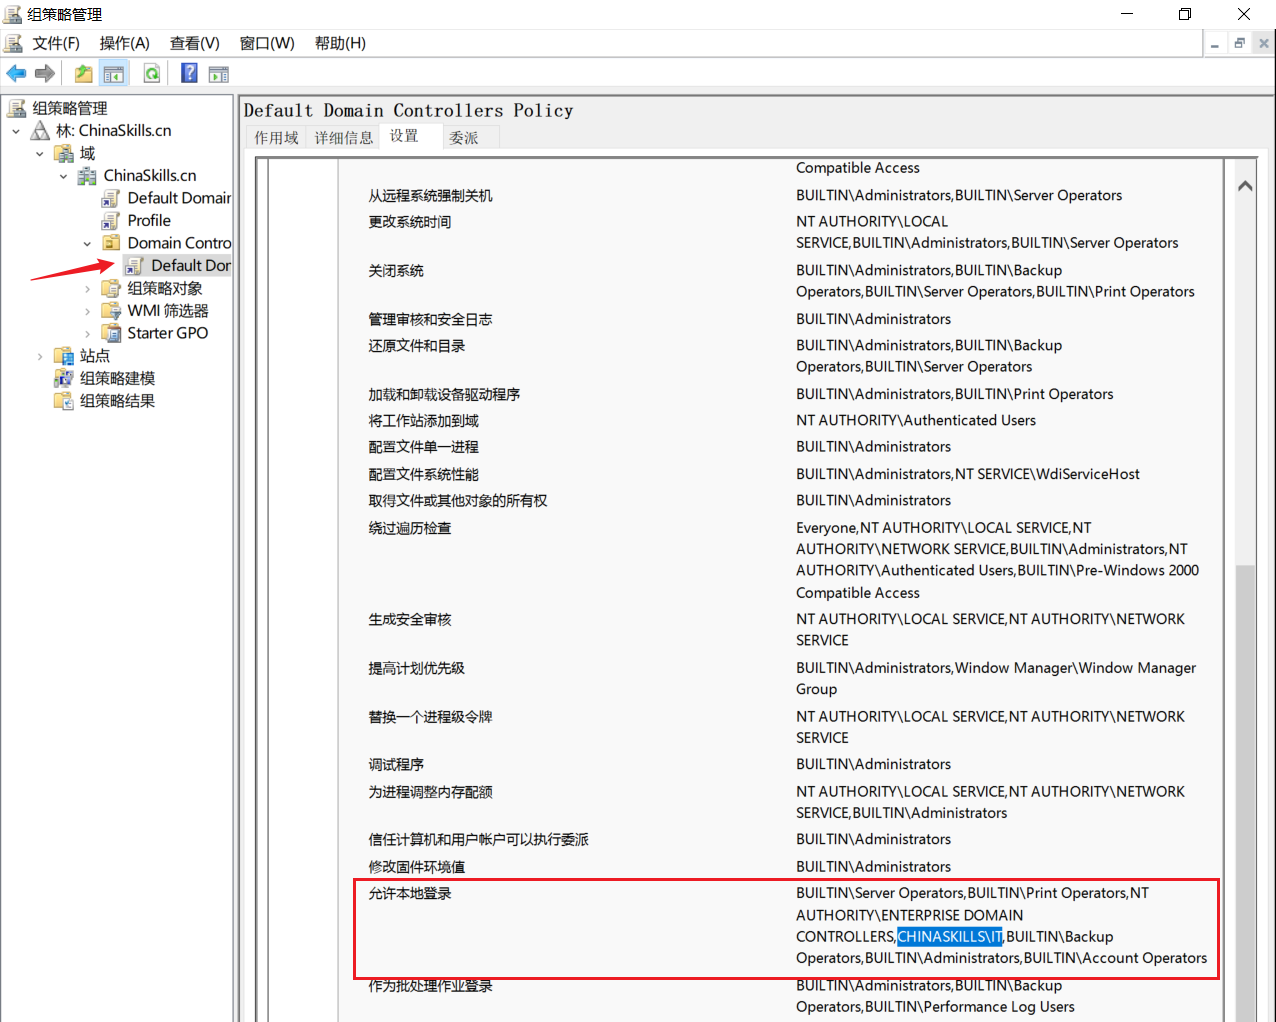 组策略管理
文件(F) 操作(A) 查看(V) 窗口(W) 帮助(H)
组策略管理
林: ChinaSkills.cn
域
ChinaSkills.cn
Default Domain
Profile
Domain Contro
Default Dor
组策略对象
WMI 筛选器
Starter GPO
站点
组策略建模
组策略结果
Default Domain Controllers Policy
作用域 详细信息 设置 委派
Compatible Access
从远程系统强制关机 BUILTIN\Administrators,BUILTIN\Server Operators
更改系统时间 NT AUTHORITY\LOCAL
SERVICE,BUILTIN\Administrators,BUILTIN\Server Operators
关闭系统 BUILTIN\Administrators,BUILTIN\Backup
Operators,BUILTIN\Server Operators,BUILTIN\Print Operators
管理审核和安全日志 BUILTIN\Administrators
还原文件和目录 BUILTIN\Administrators,BUILTIN\Backup
Operators,BUILTIN\Server Operators
加载和卸载设备驱动程序 BUILTIN\Administrators,BUILTIN\Print Operators
将工作站添加到域 NT AUTHORITY\Authenticated Users
配置文件单一进程 BUILTIN\Administrators
配置文件系统性能 BUILTIN\Administrators,NT SERVICE\WdiServiceHost
取得文件或其他对象的所有权 BUILTIN\Administrators
绕过遍历检查 Everyone,NT AUTHORITY\LOCAL SERVICE,NT
AUTHORITY\NETWORK SERVICE,BUILTIN\Administrators,NT
AUTHORITY\Authenticated Users,BUILTIN\Pre-Windows 2000
Compatible Access
生成安全审核 NT AUTHORITY\LOCAL SERVICE,NT AUTHORITY\NETWORK
SERVICE
提高计划优先级 BUILTIN\Administrators,Window Manager\Window Manager
Group
替换一个进程级令牌 NT AUTHORITY\LOCAL SERVICE,NT AUTHORITY\NETWORK
SERVICE
调试程序 BUILTIN\Administrators
为进程调整内存配额 NT AUTHORITY\LOCAL SERVICE,NT AUTHORITY\NETWORK
SERVICE,BUILTIN\Administrators
信任计算机和用户帐户可以执行委派 BUILTIN\Administrators
修改固件环境值 BUILTIN\Administrators
允许本地登录 BUILTIN\Server Operators,BUILTIN\Print Operators,NT
AUTHORITY\ENTERPRISE DOMAIN
CONTROLLERS,CHINASKILLS\IT,BUILTIN\Backup
Operators,BUILTIN\Administrators,BUILTIN\Account Operators
作为批处理作业登录 BUILTIN\Administrators,BUILTIN\Backup
Operators,BUILTIN\Performance Log Users